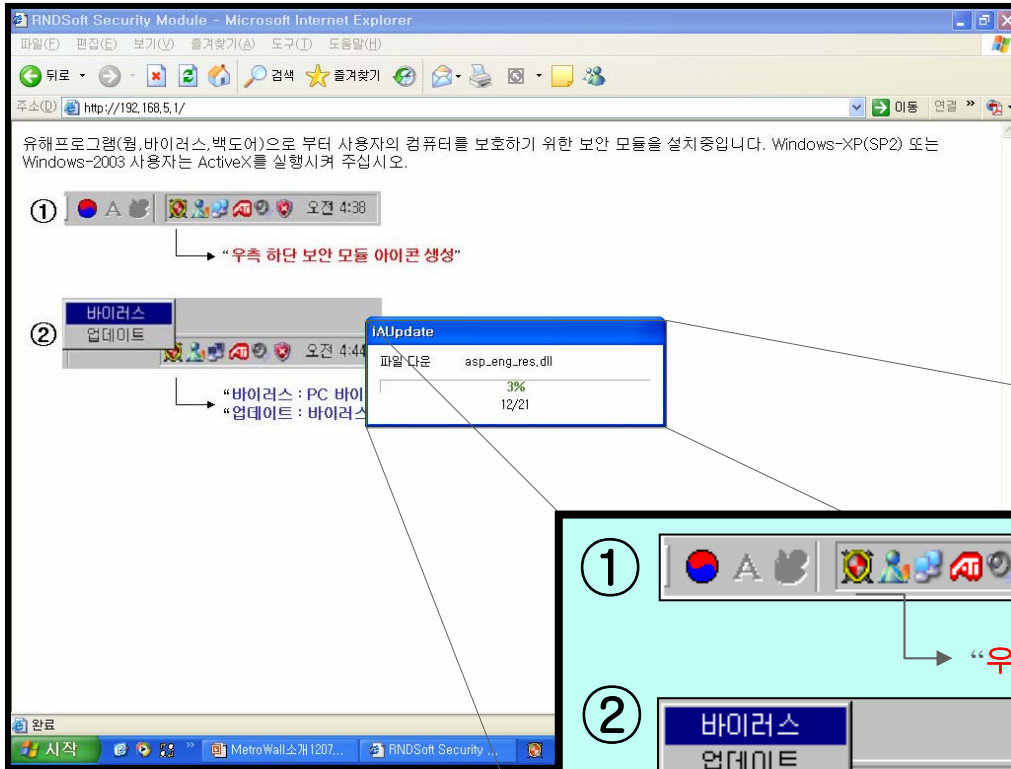 RNDSoft Security Module - Microsoft Internet Explorer
파일(F) 편집(E) 보기(V) 즐겨찾기(A) 도구(T) 도움말(H)
뒤로 검색 즐겨찾기
주소(D) http://192,168,5,1/ 이동 연결 »
유해프로그램(웜,바이러스,백도어)으로 부터 사용자의 컴퓨터를 보호하기 위한 보안 모듈을 설치중입니다. Windows-XP(SP2) 또는
Windows-2003 사용자는 ActiveX를 실행시켜 주십시오.
① A ATi 오전 4:38
“우측 하단 보안 모듈 아이콘 생성”
② 바이러스
업데이트
ATi 오전 4:44
“바이러스 : PC 바이
“업데이트 : 바이러스
iAUpdate
파일 다운 asp_eng_res,dll
3%
12/21
① A ATi
“우
② 바이러스
업데이트
완료
시작 » MetroWall소개1207... RNDSoft Security ...